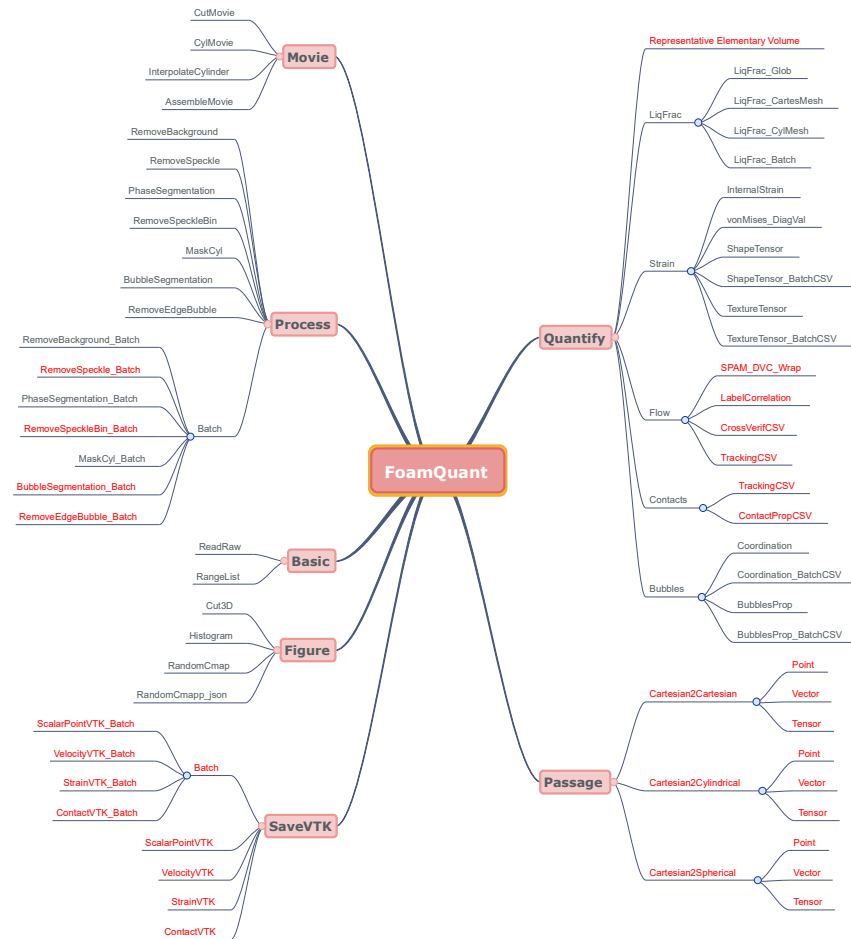 FoamQuant
Movie
CutMovie
CylMovie
InterpolateCylinder
AssembleMovie
Process
RemoveBackground
RemoveSpeckle
PhaseSegmentation
RemoveSpeckleBin
MaskCyl
BubbleSegmentation
RemoveEdgeBubble
Batch
RemoveBackground_Batch
RemoveSpeckle_Batch
PhaseSegmentation_Batch
RemoveSpeckleBin_Batch
MaskCyl_Batch
BubbleSegmentation_Batch
RemoveEdgeBubble_Batch
Basic
ReadRaw
RangeList
Figure
Cut3D
Histogram
RandomCmap
RandomCmapp_json
SaveVTK
Batch
ScalarPointVTK_Batch
VelocityVTK_Batch
StrainVTK_Batch
ContactVTK_Batch
ScalarPointVTK
VelocityVTK
StrainVTK
ContactVTK
Quantify
Representative Elementary Volume
LiqFrac
LiqFrac_Glob
LiqFrac_CartesMesh
LiqFrac_CylMesh
LiqFrac_Batch
Strain
InternalStrain
vonMises_DiagVal
ShapeTensor
ShapeTensor_BatchCSV
TextureTensor
TextureTensor_BatchCSV
Flow
SPAM_DVC_Wrap
LabelCorrelation
CrossVerifCSV
TrackingCSV
Contacts
TrackingCSV
ContactPropCSV
Bubbles
Coordination
Coordination_BatchCSV
BubblesProp
BubblesProp_BatchCSV
Passage
Cartesian2Cartesian
Point
Vector
Tensor
Cartesian2Cylindrical
Point
Vector
Tensor
Cartesian2Spherical
Point
Vector
Tensor